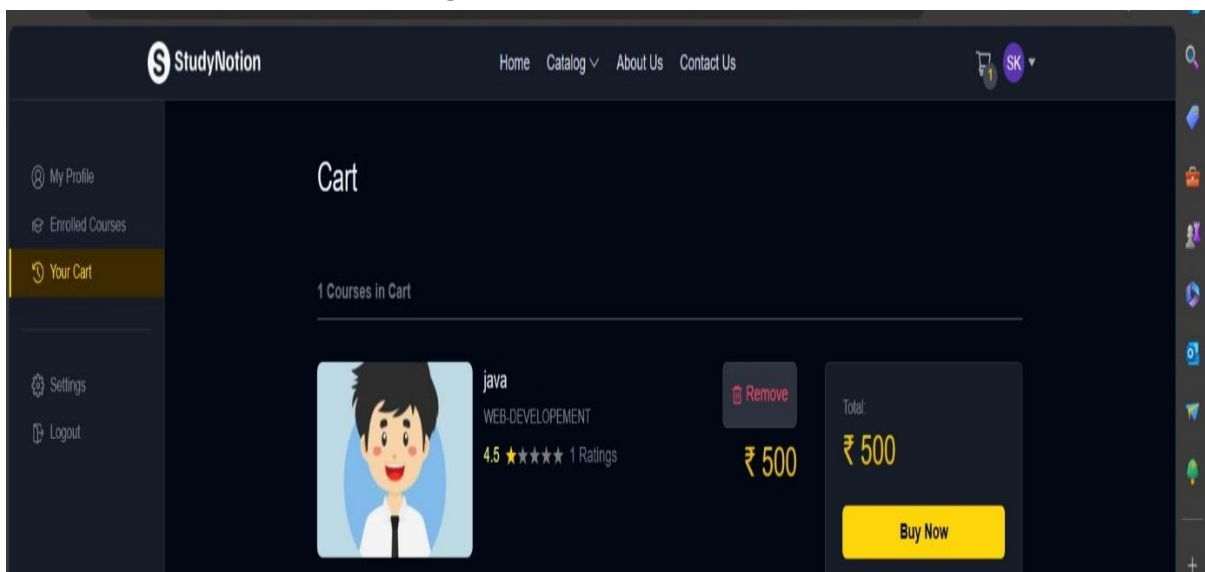 StudyNotion
Home Catalog About Us Contact Us
1 SK
My Profile
Enrolled Courses
Your Cart
Settings
Logout
Cart
1 Courses in Cart
java
WEB-DEVELOPEMENT
4.5 ★★★★★ 1 Ratings
Remove
₹ 500
Total:
₹ 500
Buy Now